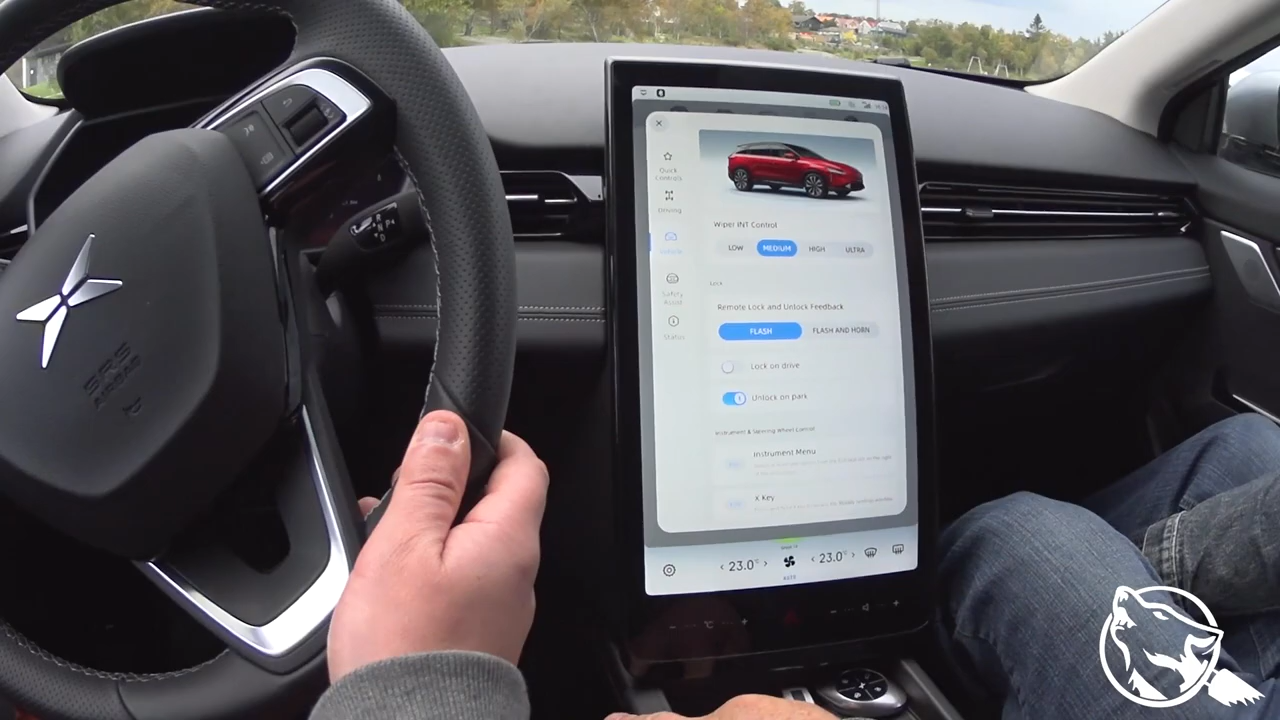 Quick
Controls
Driving
Vehicle
Safety
Assist
Status
Wiper INT Control
LOW MEDIUM HIGH ULTRA
Lock
Remote Lock and Unlock Feedback
FLASH FLASH AND HORN
Lock on drive
Unlock on park
Instrument & Steering Wheel Control
Instrument Menu
X Key
< 23.0°C > AUTO < 23.0°C >
SRS
AIRBAG
R
N
D
P